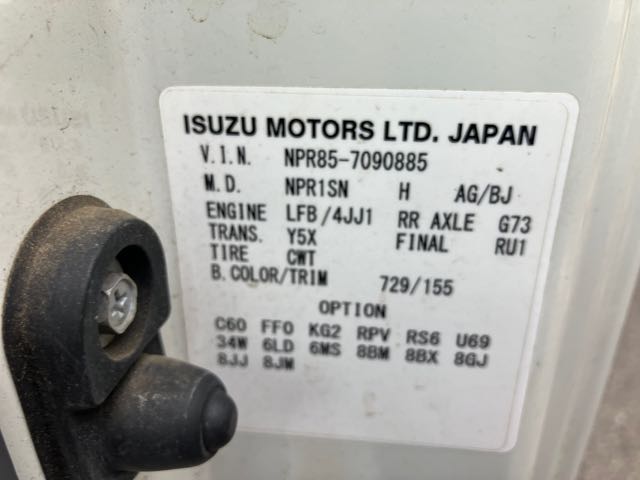 ISUZU MOTORS LTD. JAPAN
V.I.N. NPR85-7090885
M.D. NPR1SN H AG/BJ
ENGINE LFB/4JJ1 RR AXLE G73
TRANS. Y5X FINAL RU1
TIRE CWT
B.COLOR/TRIM 729/155
OPTION
C60 FF0 KG2 RPV RS6 U69
34W 6LD 6MS 8BM 8BX 8GJ
8JJ 8JM